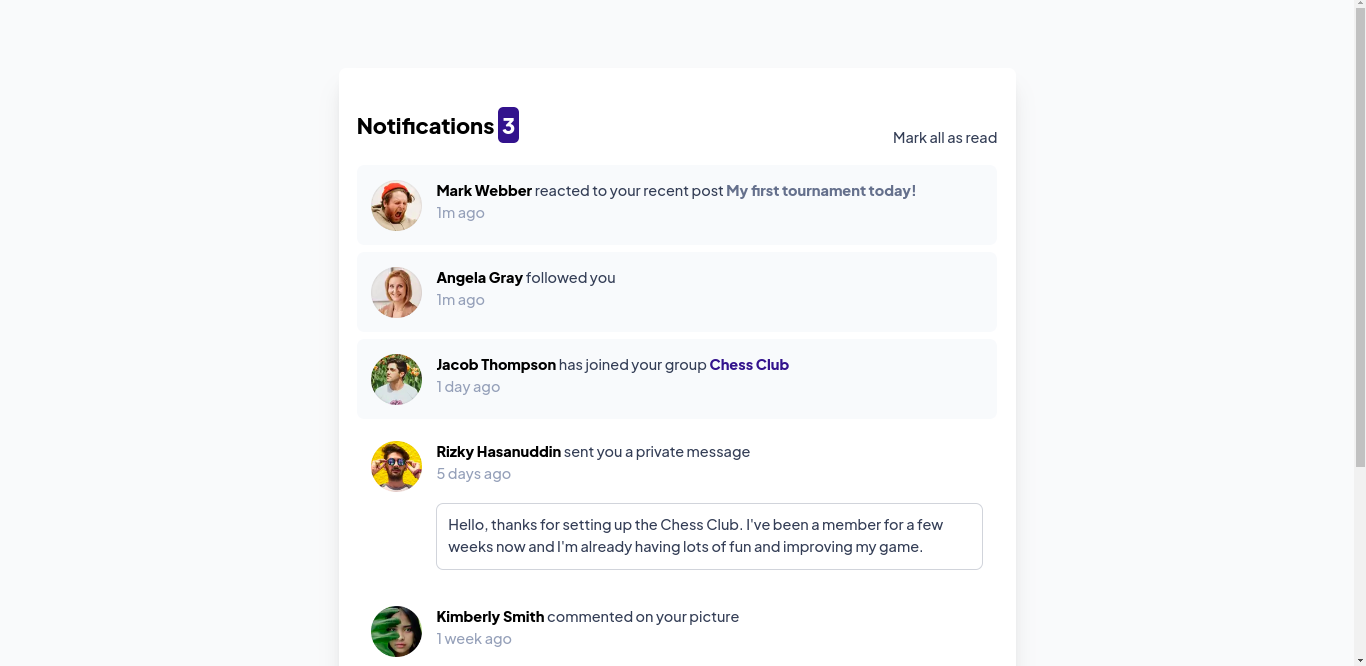 Notifications 3
Mark all as read
Mark Webber reacted to your recent post My first tournament today!
1m ago
Angela Gray followed you
1m ago
Jacob Thompson has joined your group Chess Club
1 day ago
Rizky Hasanuddin sent you a private message
5 days ago
Hello, thanks for setting up the Chess Club. I've been a member for a few
weeks now and I'm already having lots of fun and improving my game.
Kimberly Smith commented on your picture
1 week ago